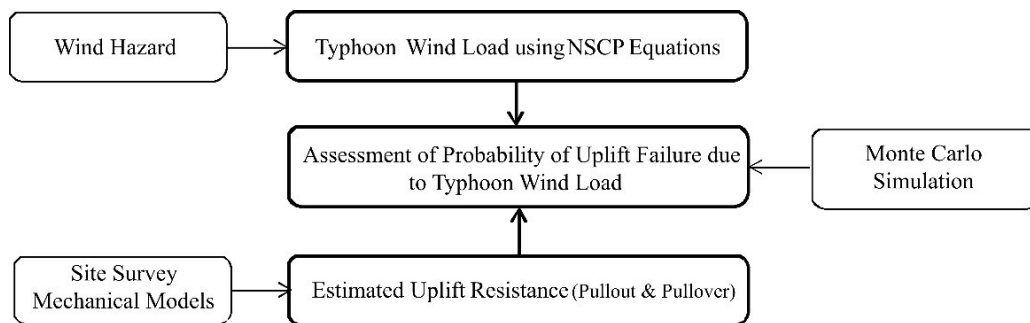 Wind Hazard
Typhoon Wind Load using NSCP Equations
Assessment of Probability of Uplift Failure due
to Typhoon Wind Load
Monte Carlo
Simulation
Site Survey
Mechanical Models
Estimated Uplift Resistance (Pullout & Pullover)